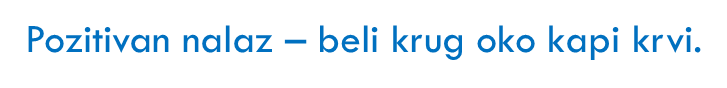 Pozitivan nalaz – beli krug oko kapi krvi.